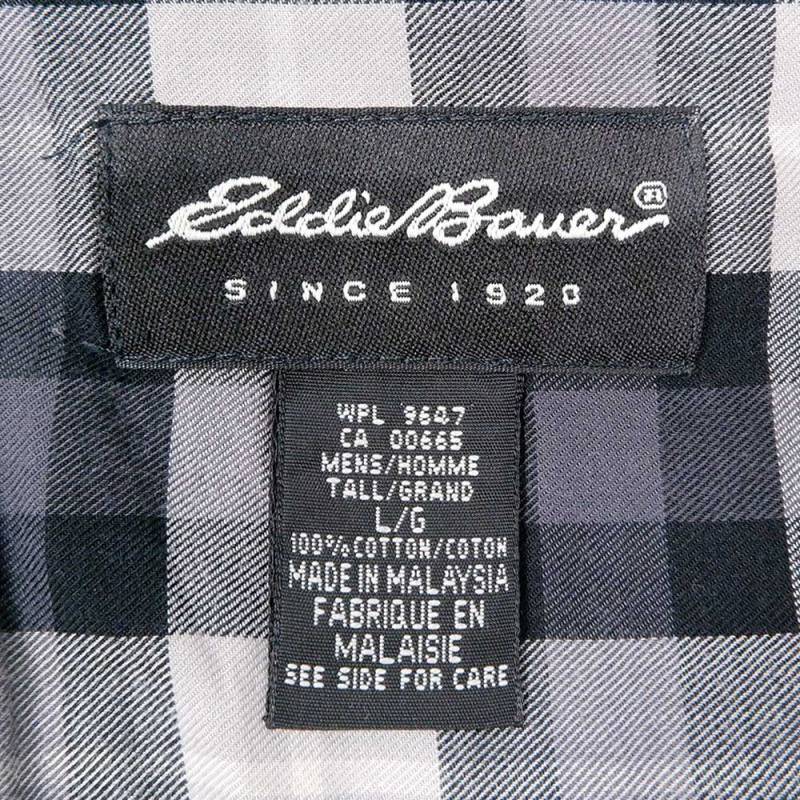 Eddie Bauer ®
SINCE 1920
WPL 9647
CA 00665
MENS/HOMME
TALL/GRAND
L/G
100% COTTON/COTON
MADE IN MALAYSIA
FABRIQUE EN
MALAISIE
SEE SIDE FOR CARE